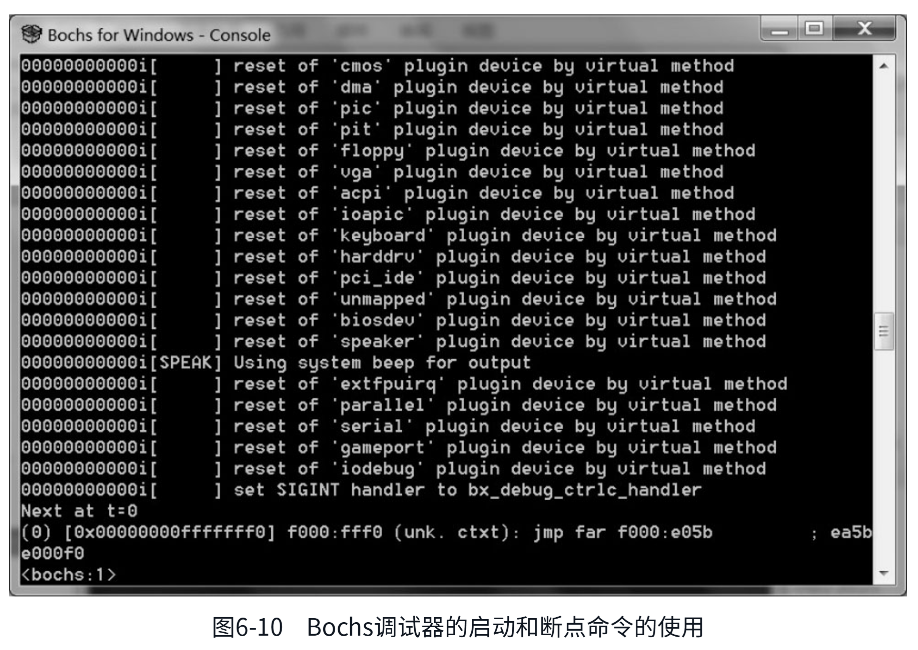 Bochs for Windows - Console
00000000000i[      ] reset of 'cmos' plugin device by virtual method
00000000000i[      ] reset of 'dma' plugin device by virtual method
00000000000i[      ] reset of 'pic' plugin device by virtual method
00000000000i[      ] reset of 'pit' plugin device by virtual method
00000000000i[      ] reset of 'floppy' plugin device by virtual method
00000000000i[      ] reset of 'vga' plugin device by virtual method
00000000000i[      ] reset of 'acpi' plugin device by virtual method
00000000000i[      ] reset of 'ioapic' plugin device by virtual method
00000000000i[      ] reset of 'keyboard' plugin device by virtual method
00000000000i[      ] reset of 'harddrv' plugin device by virtual method
00000000000i[      ] reset of 'pci_ide' plugin device by virtual method
00000000000i[      ] reset of 'unmapped' plugin device by virtual method
00000000000i[      ] reset of 'biosdev' plugin device by virtual method
00000000000i[      ] reset of 'speaker' plugin device by virtual method
00000000000i[SPEAK] Using system beep for output
00000000000i[      ] reset of 'extfpuirq' plugin device by virtual method
00000000000i[      ] reset of 'parallel' plugin device by virtual method
00000000000i[      ] reset of 'serial' plugin device by virtual method
00000000000i[      ] reset of 'gameport' plugin device by virtual method
00000000000i[      ] reset of 'iodebug' plugin device by virtual method
00000000000i[      ] set SIGINT handler to bx_debug_ctrlc_handler
Next at t=0
(0) [0x00000000fffffff0] f000:fff0 (unk. ctxt): jmp far f000:e05b          ; ea5b
e000f0
<bochs:1>
图6-10 Bochs调试器的启动和断点命令的使用